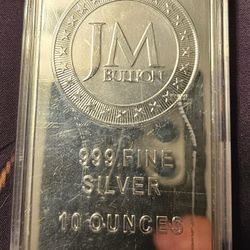 JM
BULLION
999 FINE
SILVER
10 OUNCES